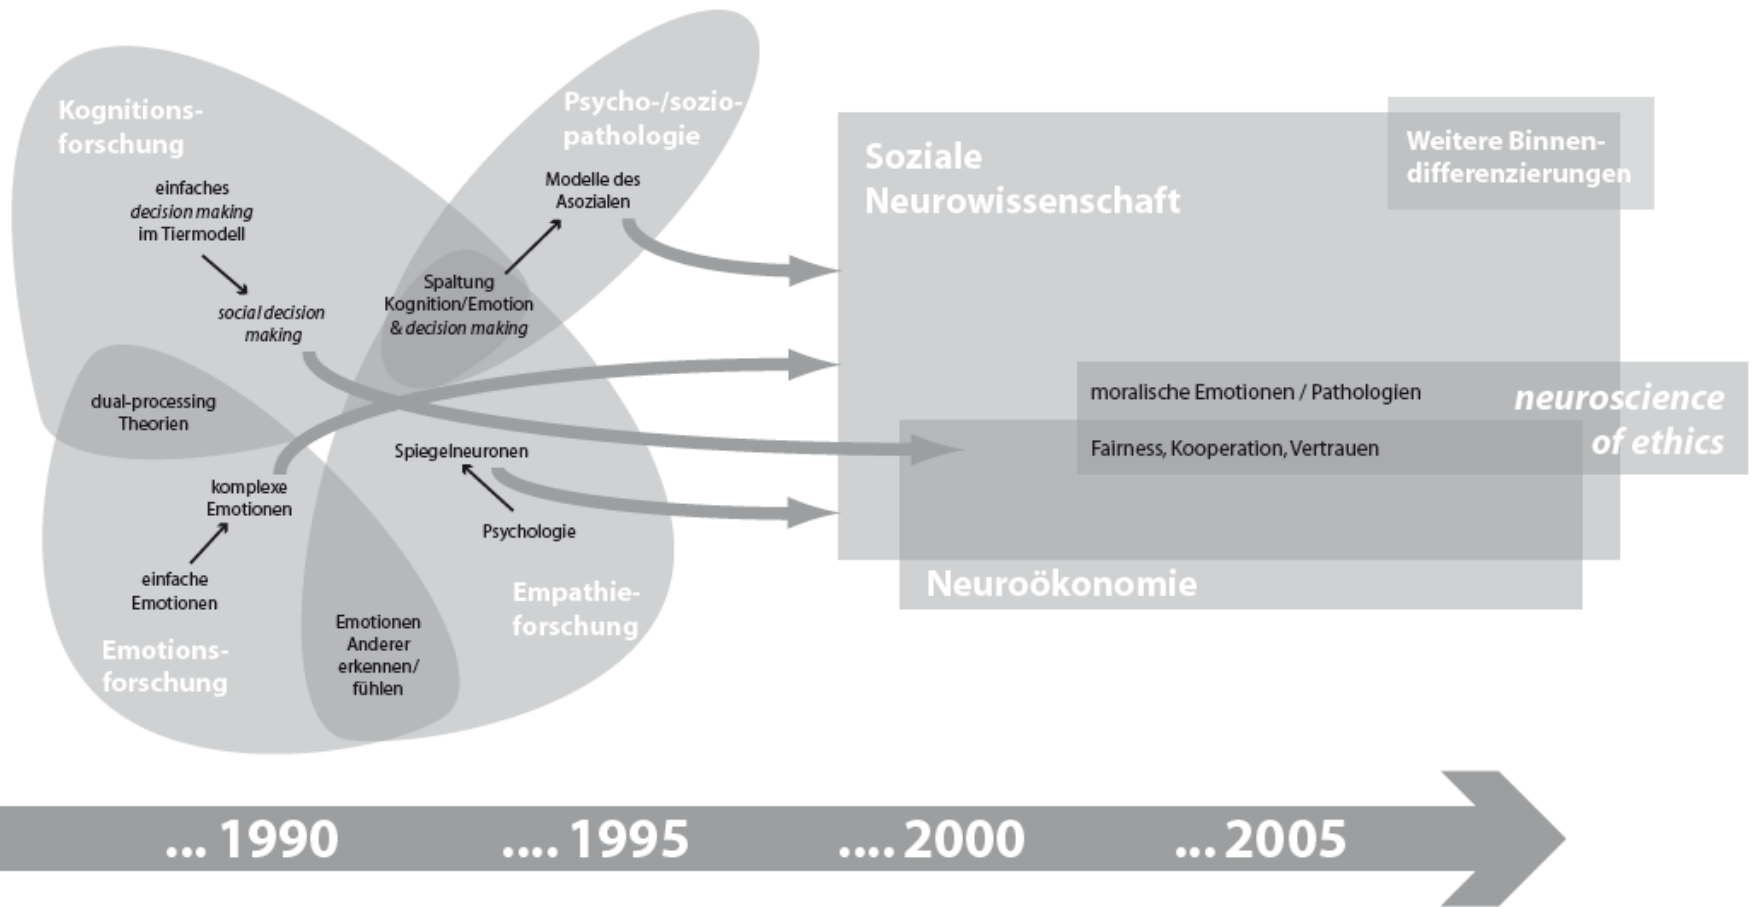 Kognitions-
forschung
einfaches
decision making
im Tiermodell
social decision
making
Psycho-/sozio-
pathologie
Modelle des
Asozialen
Spaltung
Kognition/Emotion
& decision making
dual-processing
Theorien
komplexe
Emotionen
einfache
Emotionen
Emotions-
forschung
Spiegelneuronen
Psychologie
Empathie-
forschung
Emotionen
Anderer
erkennen/
fühlen
Soziale
Neurowissenschaft
Weitere Binnen-
differenzierungen
moralische Emotionen / Pathologien
Fairness, Kooperation, Vertrauen
neuroscience
of ethics
Neuroökonomie
... 1990 .... 1995 .... 2000 ... 2005